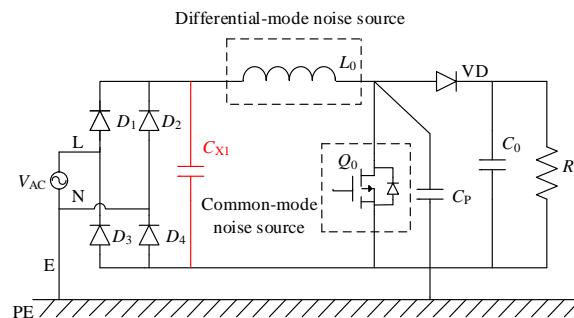 Differential-mode noise source
L0
VD
D1
D2
L
CX1
Q0
C0
R
VAC
N
CP
Common-mode
noise source
D3
D4
E
PE